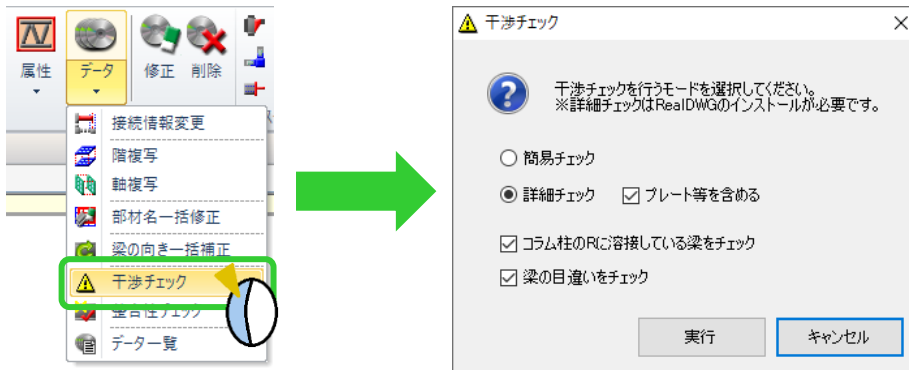 属性
データ
修正
削除
接続情報変更
階複写
軸複写
部材名一括修正
梁の向き一括補正
干渉チェック
整合性チェック
データ一覧
干渉チェック
干渉チェックを行うモードを選択してください。
※詳細チェックはRealDWGのインストールが必要です。
簡易チェック
詳細チェック プレート等を含める
コラム柱のRに溶接している梁をチェック
梁の目違いをチェック
実行 キャンセル